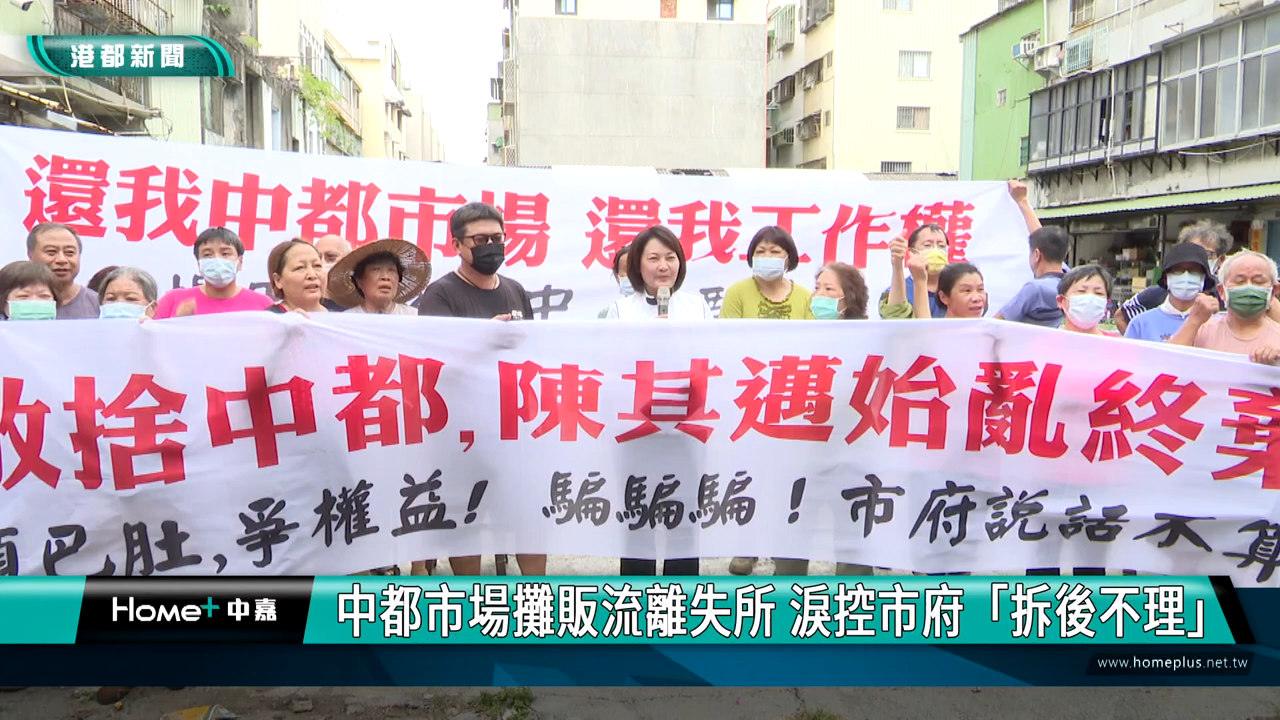 港都新聞
還我中都市場 還我工作權
中
捨中都,陳其邁始亂終棄
巴肚,爭權益! 騙騙騙!市府說話不算
Home+中嘉
中都市場攤販流離失所 淚控市府「拆後不理」
www.homeplus.net.tw